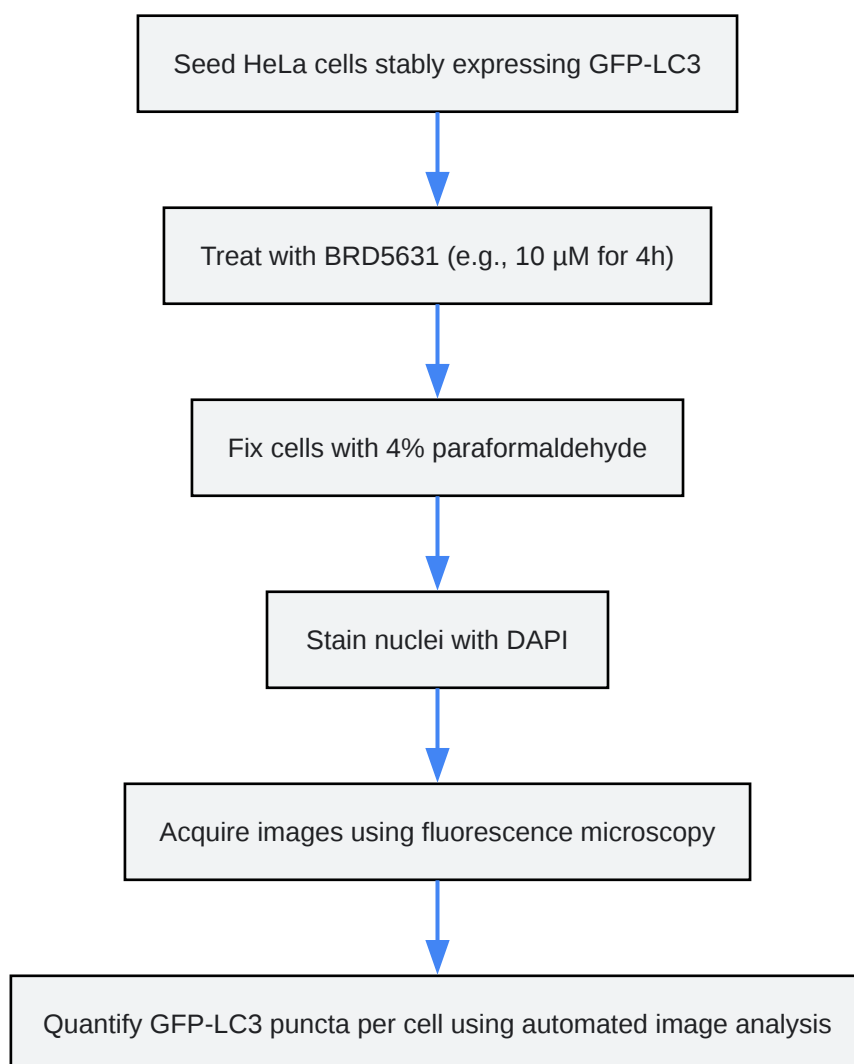 Seed HeLa cells stably expressing GFP-LC3
Treat with BRD5631 (e.g., 10 µM for 4h)
Fix cells with 4% paraformaldehyde
Stain nuclei with DAPI
Acquire images using fluorescence microscopy
Quantify GFP-LC3 puncta per cell using automated image analysis